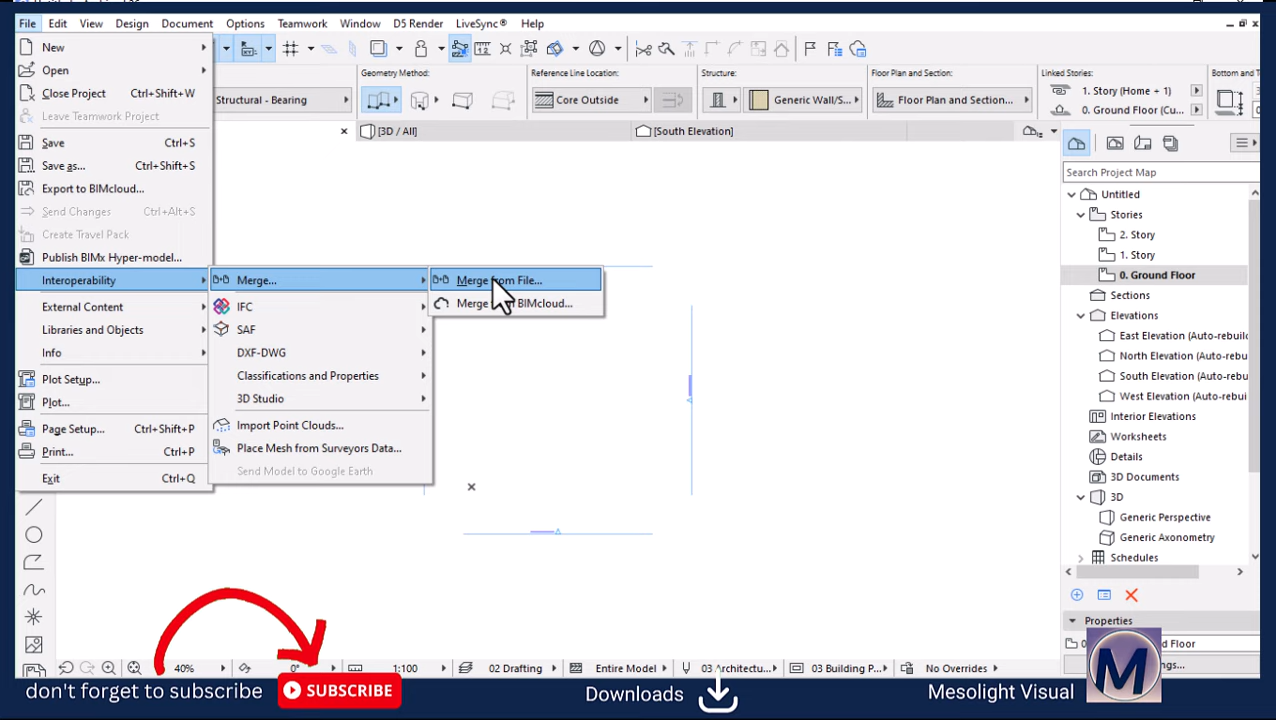 File Edit View Design Document Options Teamwork Window D5 Render LiveSync® Help
New
Open
Close Project Ctrl+Shift+W
Leave Teamwork Project
Save Ctrl+S
Save as... Ctrl+Shift+S
Export to BIMcloud...
Send Changes Ctrl+Alt+S
Create Travel Pack
Publish BIMx Hyper-model...
Interoperability
External Content
Libraries and Objects
Info
Plot Setup...
Plot...
Page Setup... Ctrl+Shift+P
Print... Ctrl+P
Exit Ctrl+Q
Merge...
IFC
SAF
DXF-DWG
Classifications and Properties
3D Studio
Import Point Clouds...
Place Mesh from Surveyors Data...
Send Model to Google Earth
Merge from File...
Merge BIMcloud...
Structural - Bearing
Geometry Method:
Reference Line Location:
Core Outside
Structure:
Generic Wall/S...
Floor Plan and Section:
Floor Plan and Section...
Linked Stories:
1. Story (Home + 1)
0. Ground Floor (Cu...
Bottom and T
[3D / All]
[South Elevation]
Search Project Map
Untitled
Stories
2. Story
1. Story
0. Ground Floor
Sections
Elevations
East Elevation (Auto-rebuild
North Elevation (Auto-rebui
South Elevation (Auto-rebui
West Elevation (Auto-rebui
Interior Elevations
Worksheets
Details
3D Documents
3D
Generic Perspective
Generic Axonometry
Schedules
Properties
40% 0° 1:100 02 Drafting Entire Model 03 Architectu... 03 Building P... No Overrides
don't forget to subscribe
SUBSCRIBE
Downloads
Mesolight Visual
M